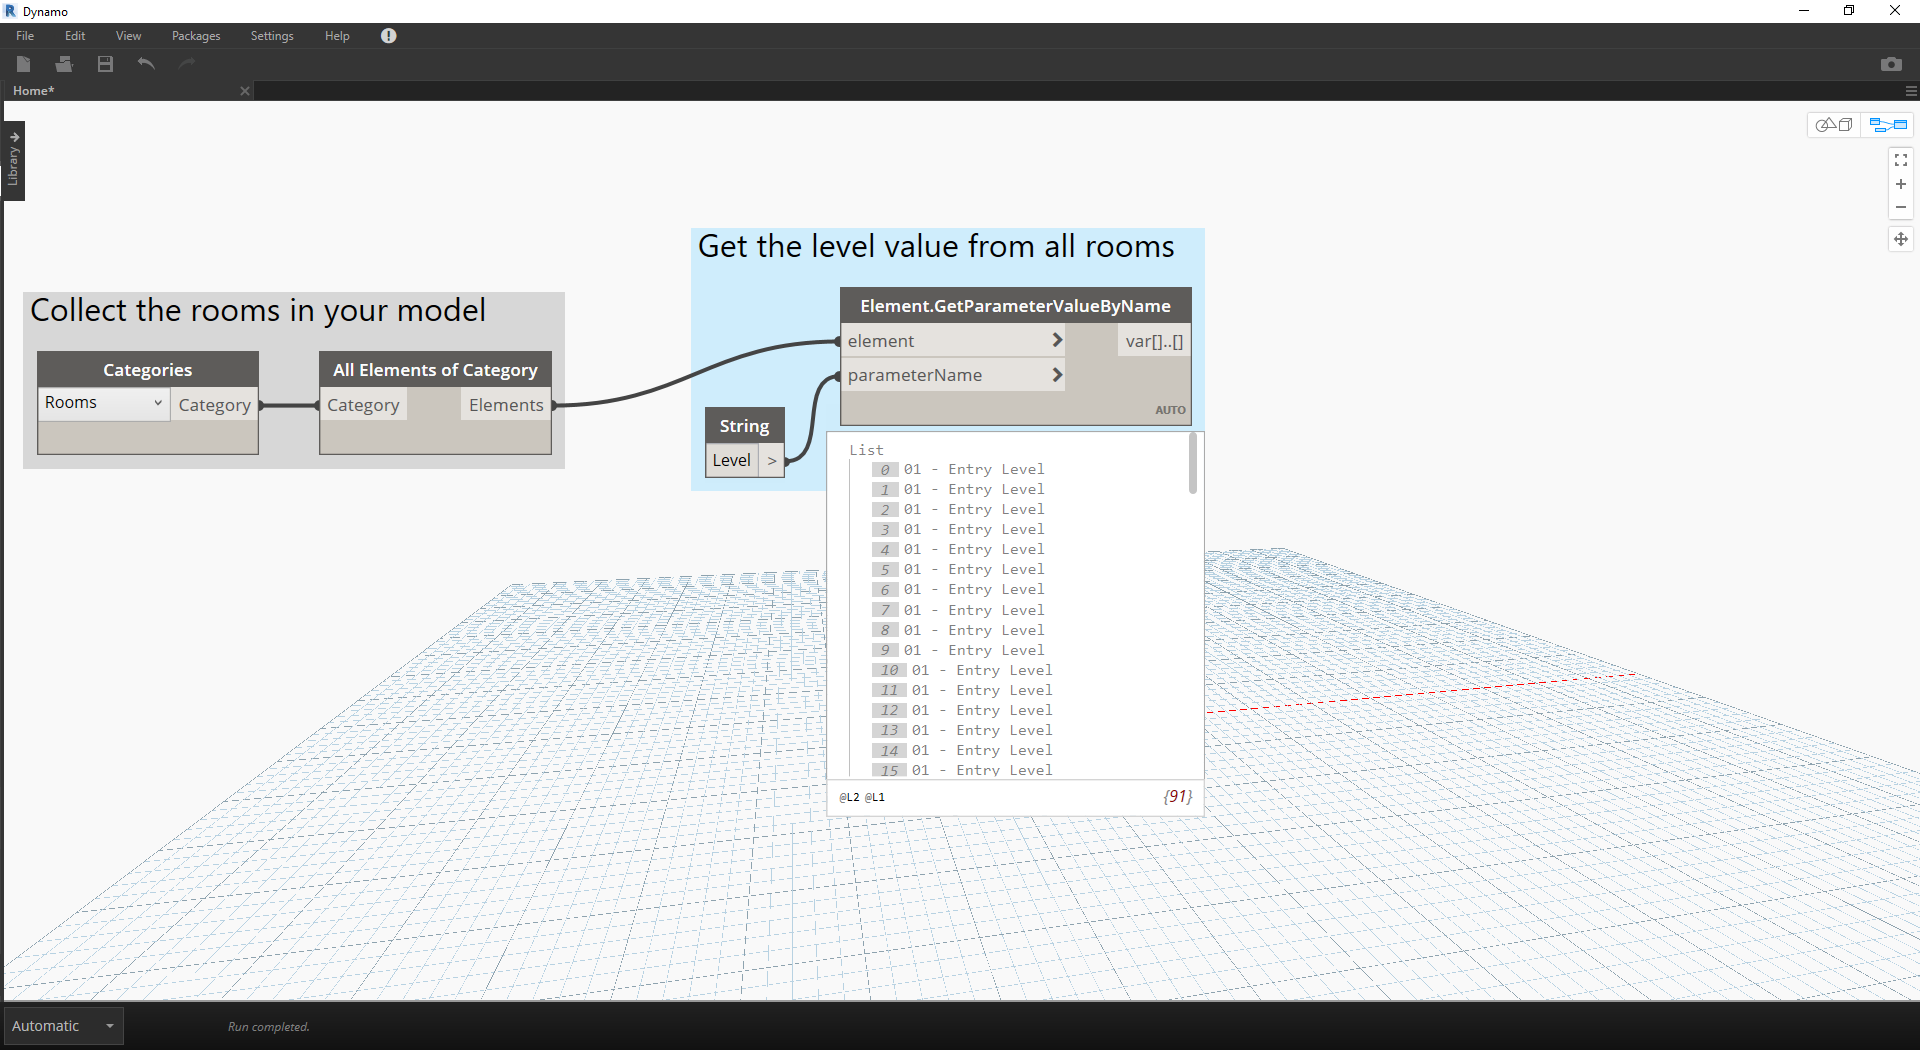 Dynamo
File Edit View Packages Settings Help
Home*
Library
Get the level value from all rooms
Collect the rooms in your model
Element.GetParameterValueByName
element > var[]..[]
parameterName >
AUTO
Categories
Rooms Category
All Elements of Category
Category Elements
String
Level >
List
0 01 - Entry Level
1 01 - Entry Level
2 01 - Entry Level
3 01 - Entry Level
4 01 - Entry Level
5 01 - Entry Level
6 01 - Entry Level
7 01 - Entry Level
8 01 - Entry Level
9 01 - Entry Level
10 01 - Entry Level
11 01 - Entry Level
12 01 - Entry Level
13 01 - Entry Level
14 01 - Entry Level
15 01 - Entry Level
@L2 @L1 {91}
Automatic
Run completed.